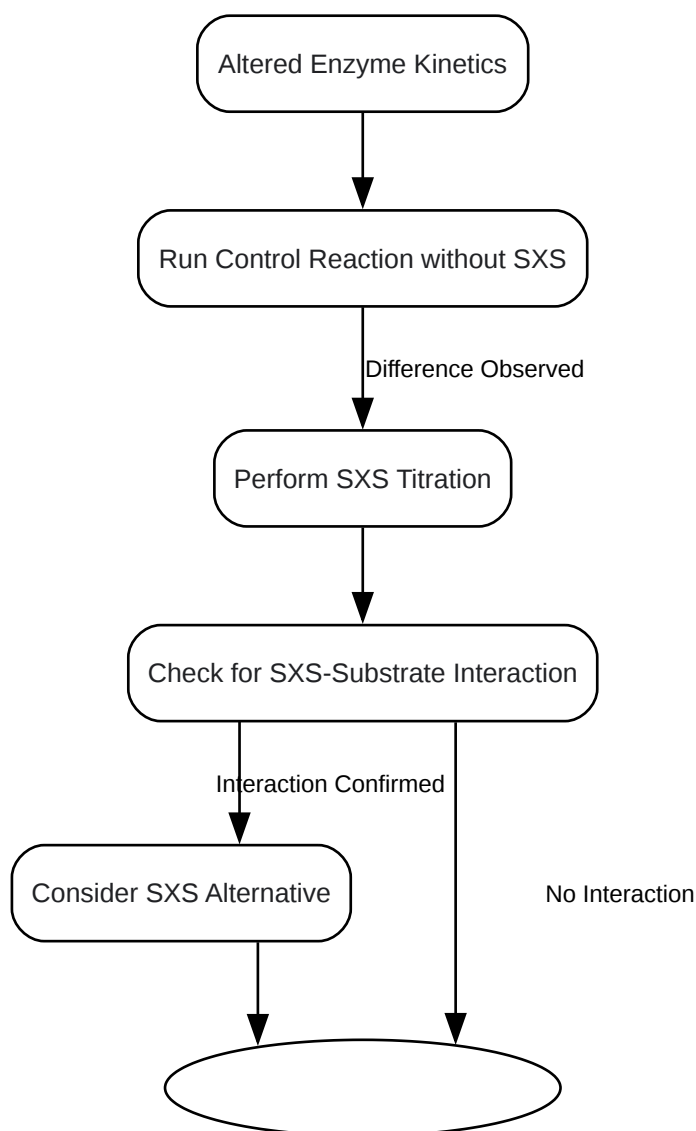 Altered Enzyme Kinetics
Run Control Reaction without SXS
Difference Observed
Perform SXS Titration
Check for SXS-Substrate Interaction
Interaction Confirmed
Consider SXS Alternative
No Interaction